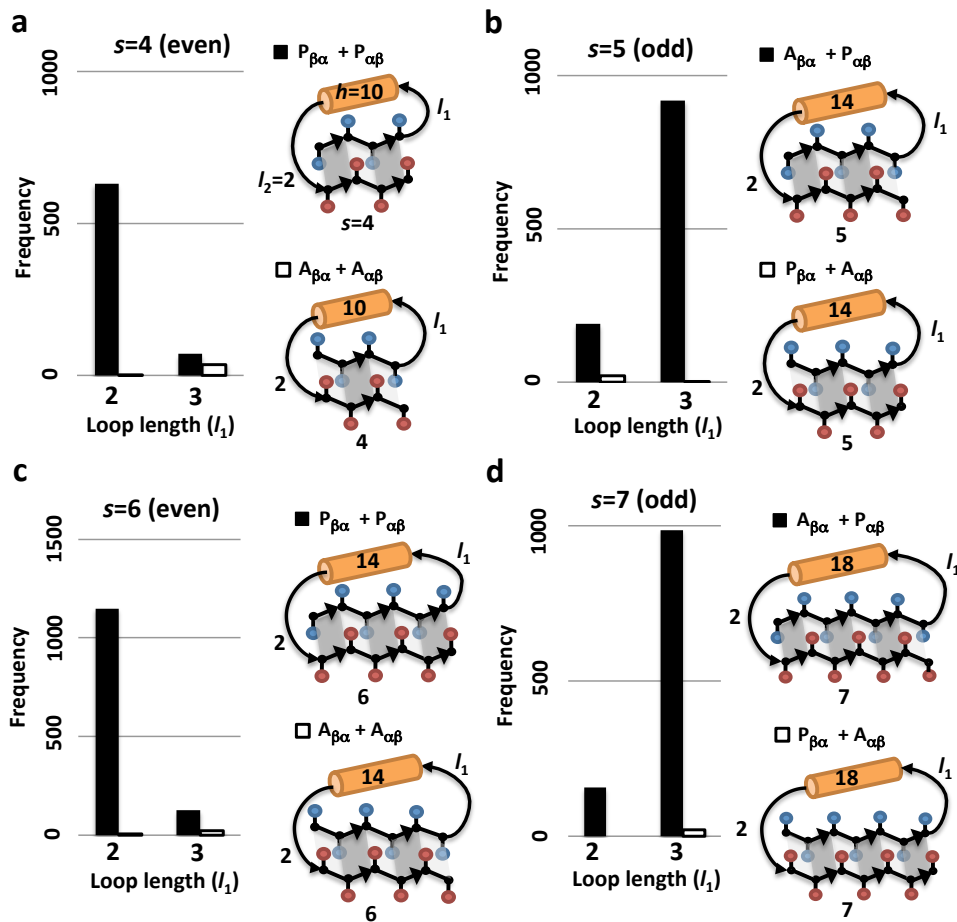 a
s=4 (even)
Frequency
1000
500
0
2
3
Loop length (l₁)
Pβα + Pαβ
h=10
l₁
l₂=2
s=4
Aβα + Aαβ
10
l₁
2
4
b
s=5 (odd)
Frequency
1000
500
0
2
3
Loop length (l₁)
Aβα + Pαβ
14
l₁
2
5
Pβα + Aαβ
14
l₁
2
5
c
s=6 (even)
Frequency
1500
1000
500
0
2
3
Loop length (l₁)
Pβα + Pαβ
14
l₁
2
6
Aβα + Aαβ
14
l₁
2
6
d
s=7 (odd)
Frequency
1000
500
0
2
3
Loop length (l₁)
Aβα + Pαβ
18
l₁
2
7
Pβα + Aαβ
18
l₁
2
7